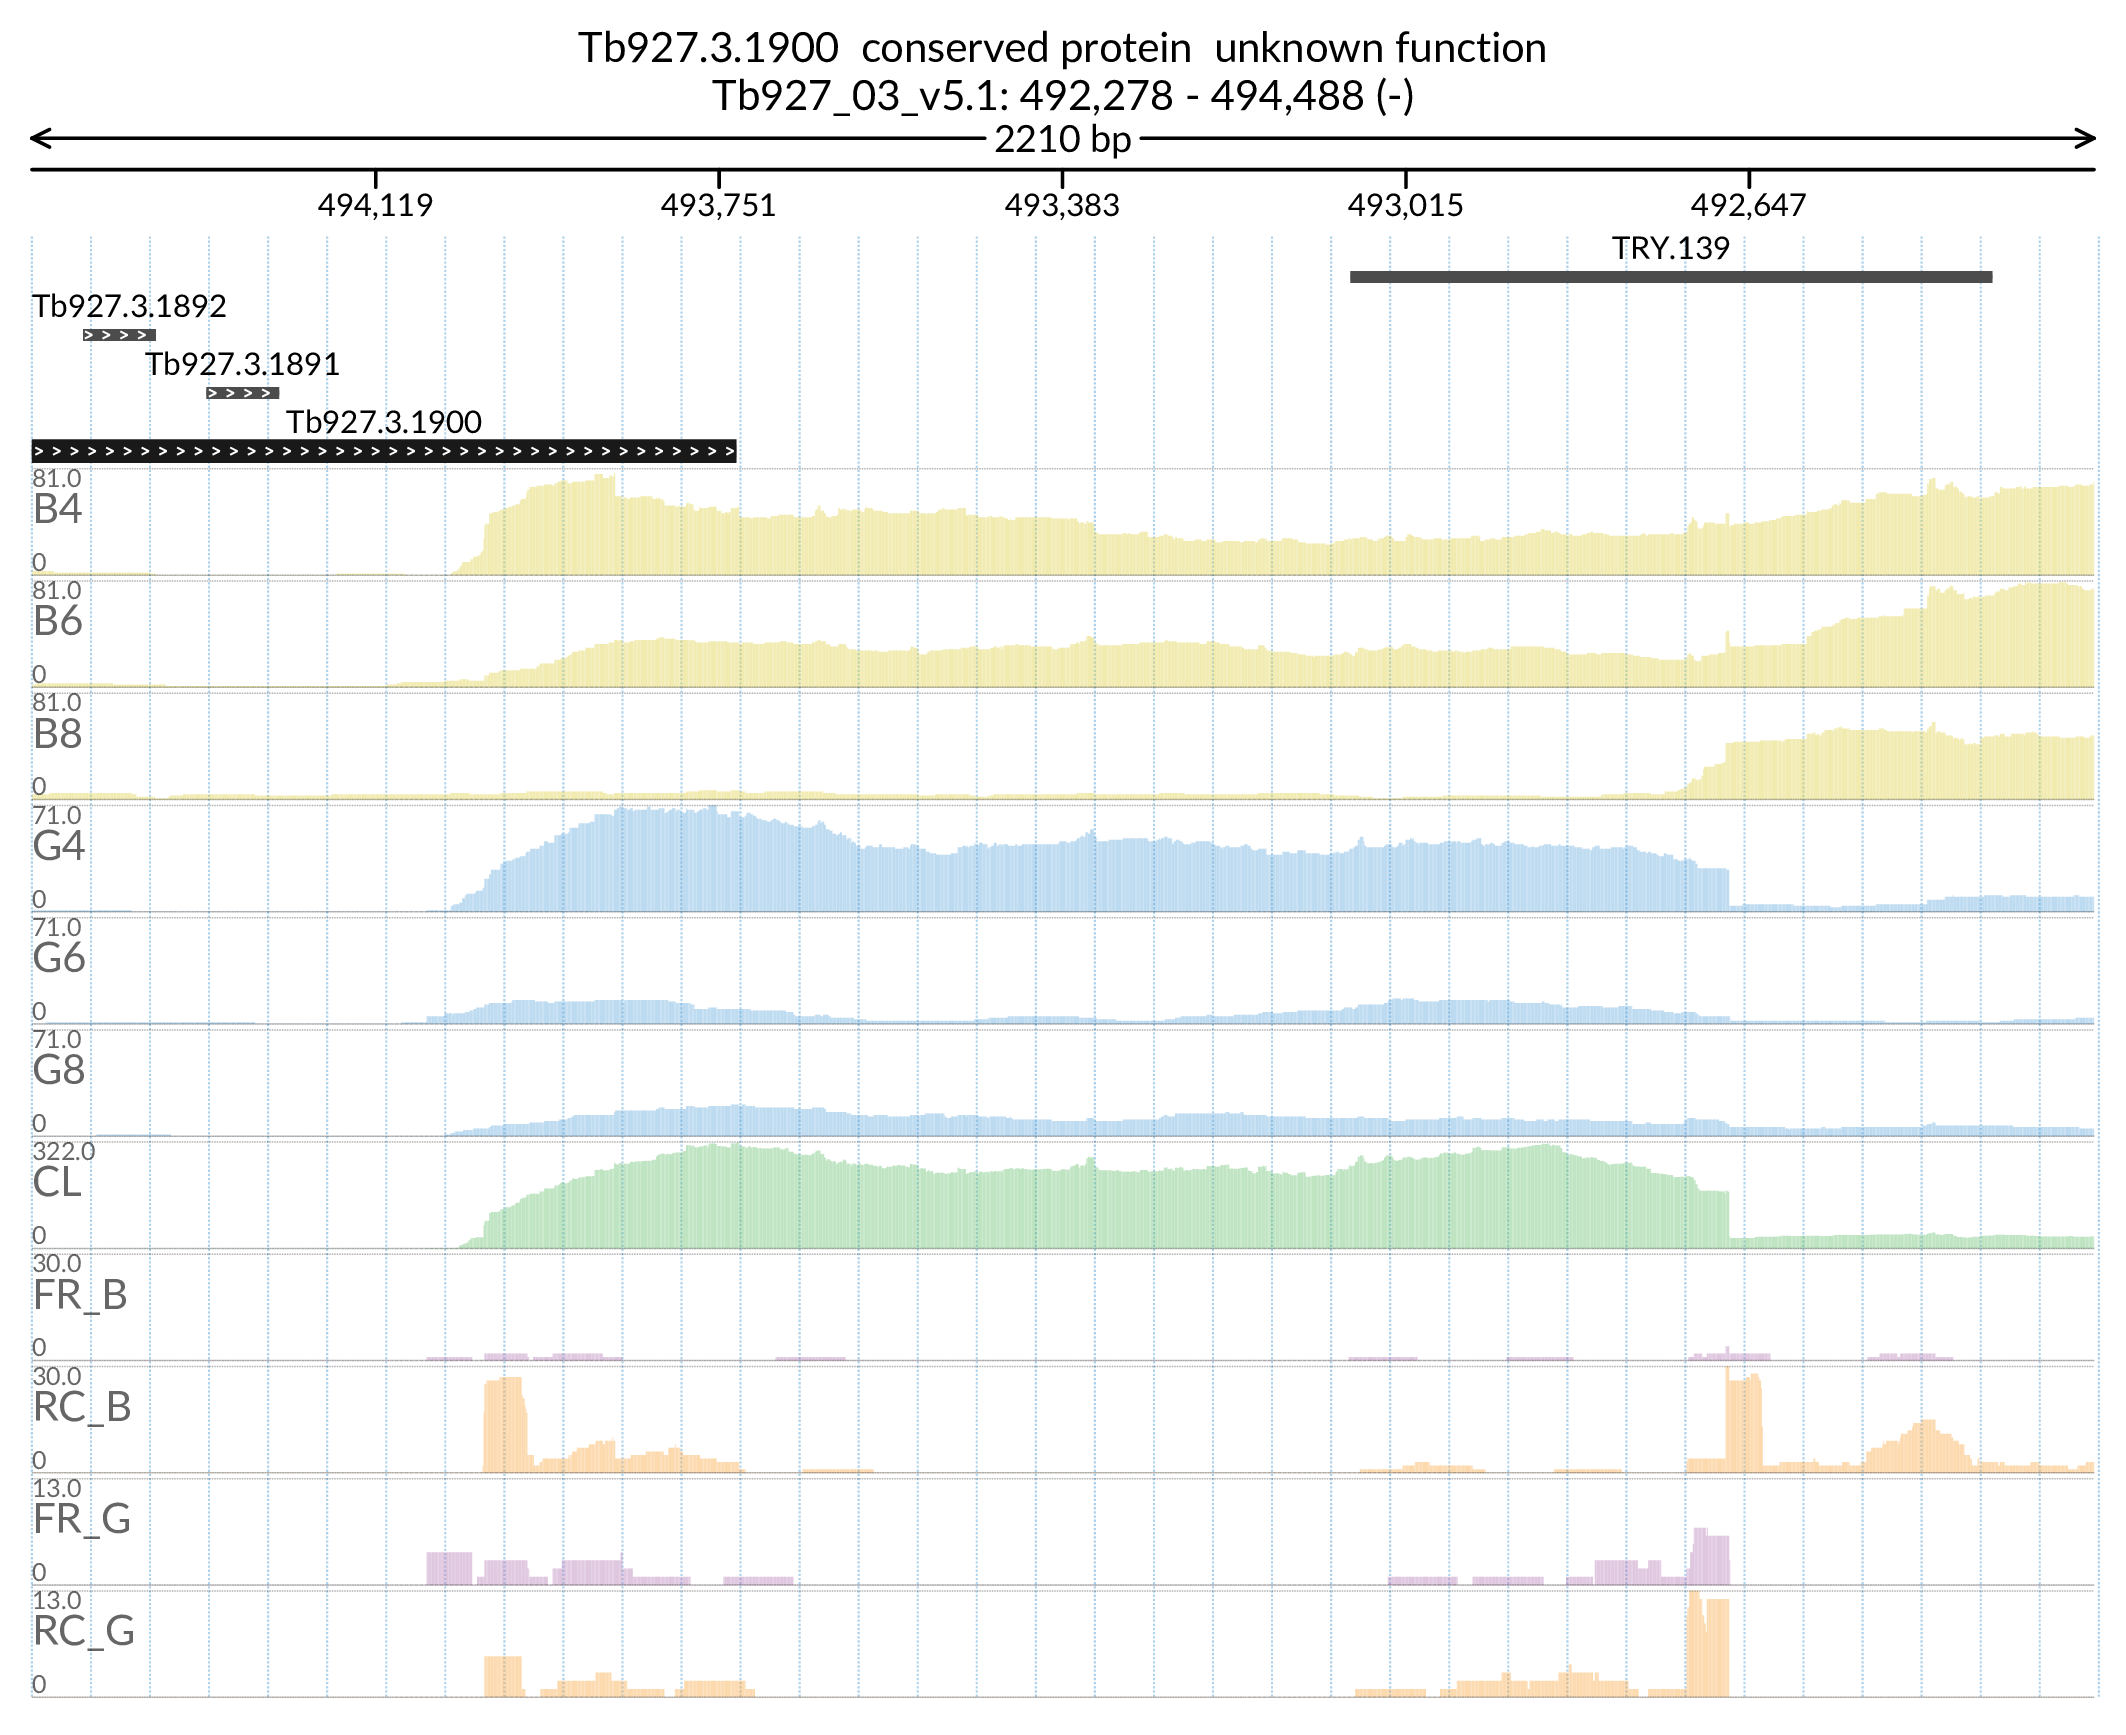 Tb927.3.1900  conserved protein  unknown function
Tb927_03_v5.1: 492,278 - 494,488 (-)
2210 bp
494,119 493,751 493,383 493,015 492,647
TRY.139
Tb927.3.1892
Tb927.3.1891
Tb927.3.1900
81.0
B4
0
81.0
B6
0
81.0
B8
0
71.0
G4
0
71.0
G6
0
71.0
G8
0
322.0
CL
0
30.0
FR_B
0
30.0
RC_B
0
13.0
FR_G
0
13.0
RC_G
0